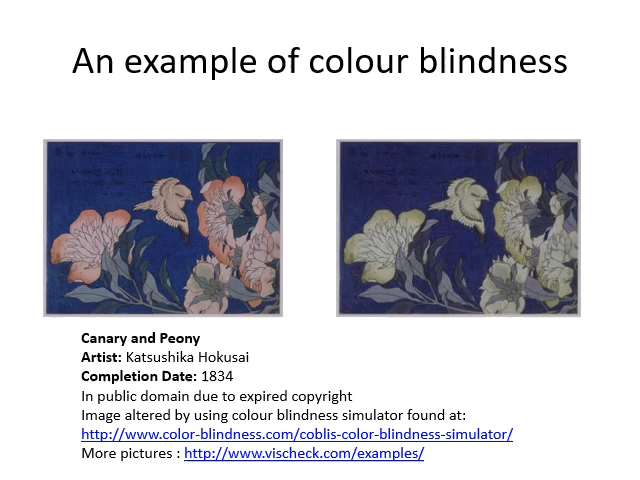 An example of colour blindness
Canary and Peony
Artist: Katsushika Hokusai
Completion Date: 1834
In public domain due to expired copyright
Image altered by using colour blindness simulator found at:
http://www.color-blindness.com/coblis-color-blindness-simulator/
More pictures : http://www.vischeck.com/examples/